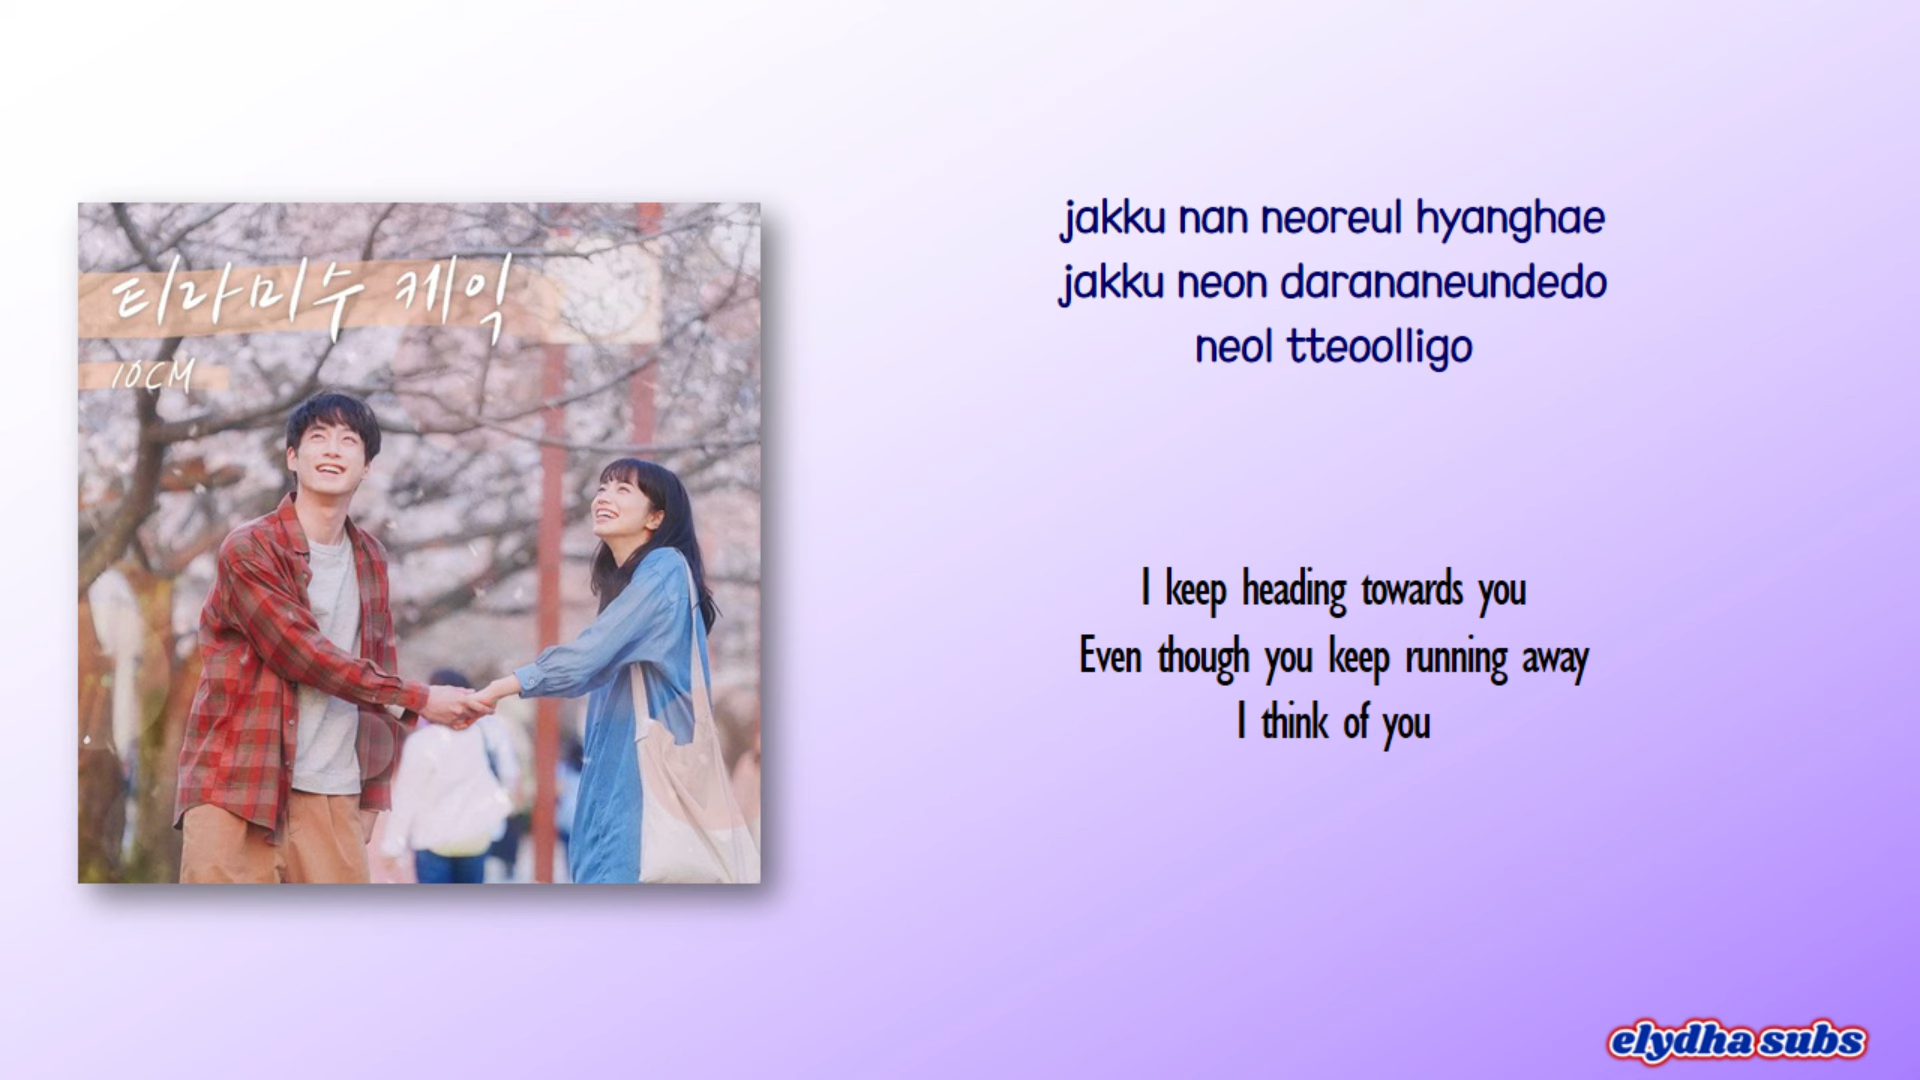 티라미수 케익
10CM
jakku nan neoreul hyanghae
jakku neon darananeundedo
neol tteoolligo
I keep heading towards you
Even though you keep running away
I think of you
elydha subs